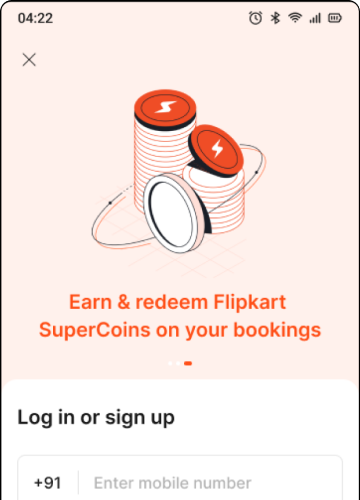 04:22
Earn & redeem Flipkart
SuperCoins on your bookings
Log in or sign up
+91 Enter mobile number